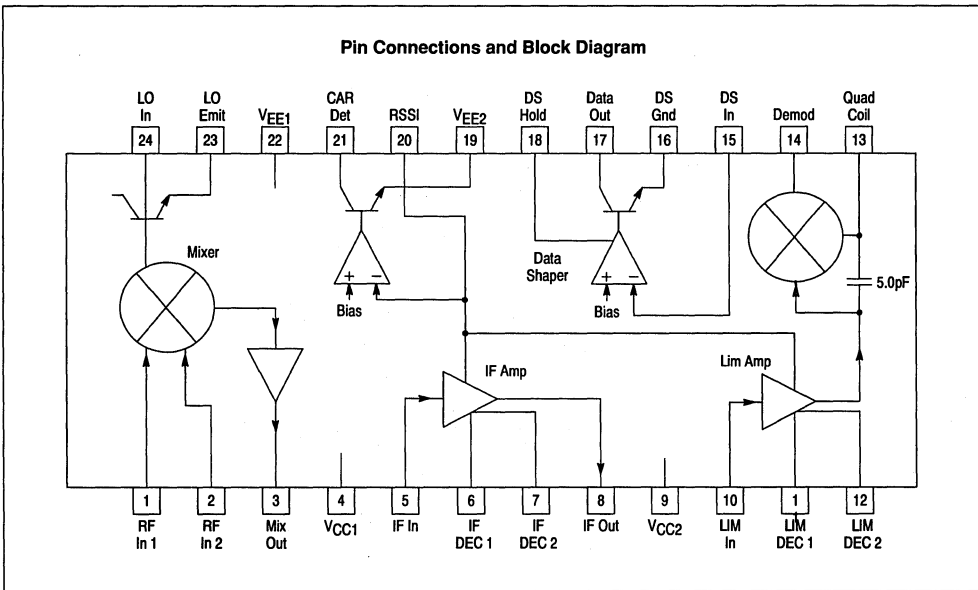 Pin Connections and Block Diagram
LO In
LO Emit
VEE1
CAR Det
RSSI
VEE2
DS Hold
Data Out
DS Gnd
DS In
Demod
Quad Coil
24
23
22
21
20
19
18
17
16
15
14
13
Mixer
+ −
Bias
Data Shaper
+ −
Bias
5.0pF
IF Amp
Lim Amp
1
2
3
4
5
6
7
8
9
10
1
12
RF In 1
RF In 2
Mix Out
VCC1
IF In
IF DEC 1
IF DEC 2
IF Out
VCC2
LIM In
LIM DEC 1
LIM DEC 2